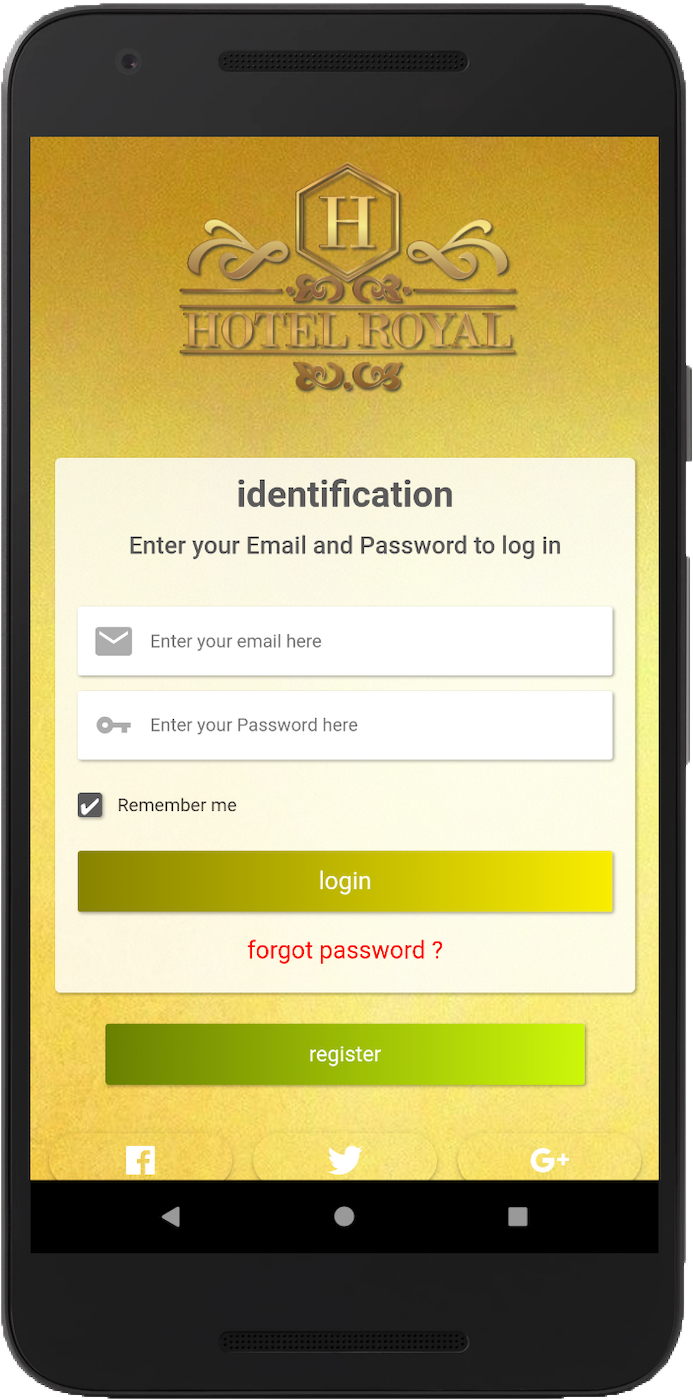 H
HOTEL ROYAL
identification
Enter your Email and Password to log in
Enter your email here
Enter your Password here
Remember me
login
forgot password ?
register
G+